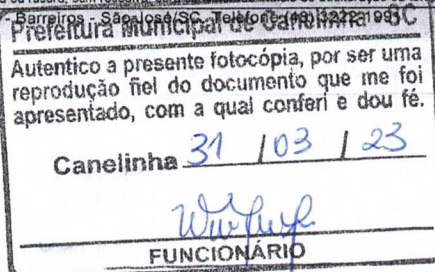 Barreiros - São José/SC. Telefone (48) 3222
Prefeitura Municipal de Canelinha - SC
Autentico a presente fotocópia, por ser uma
reprodução fiel do documento que me foi
apresentado, com a qual conferi e dou fé.
Canelinha 31 / 03 / 23
FUNCIONÁRIO